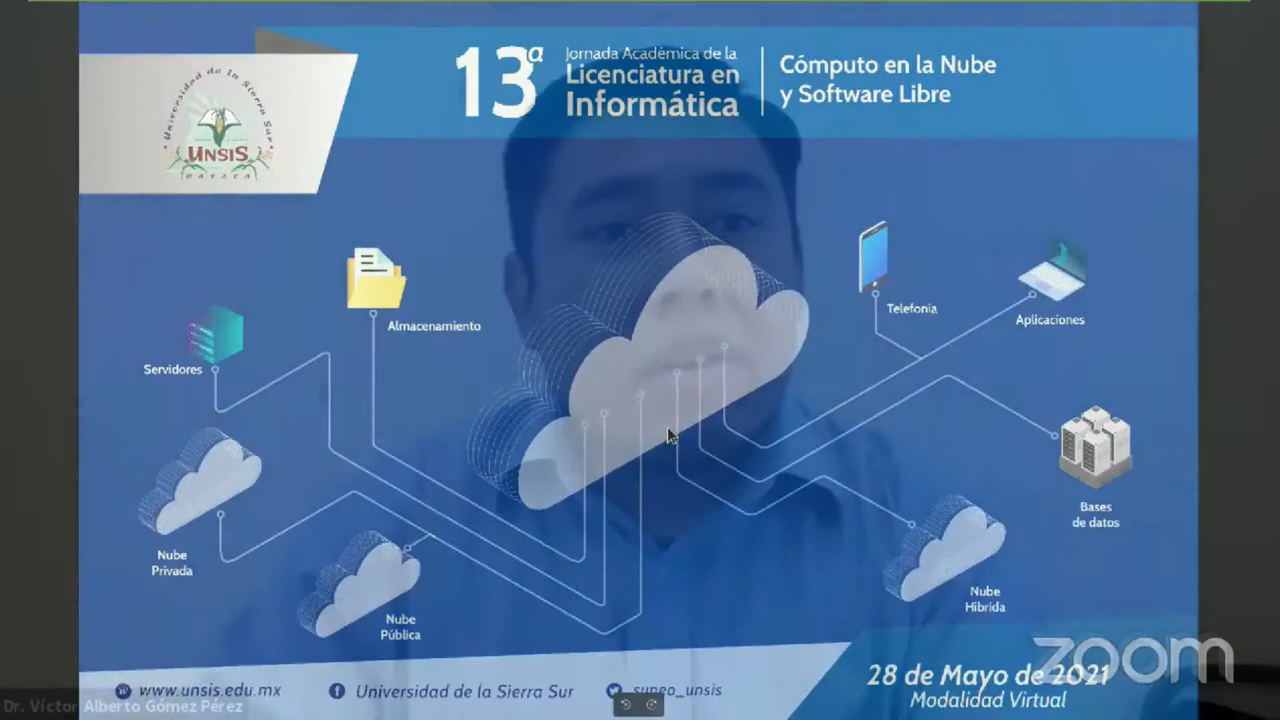 13ª
Jornada Académica de la
Licenciatura en
Informática
Cómputo en la Nube
y Software Libre
Universidad de la Sierra Sur
UNSIS
OAXACA
Servidores
Almacenamiento
Telefonía
Aplicaciones
Bases
de datos
Nube
Privada
Nube
Pública
Nube
Híbrida
www.unsis.edu.mx
Universidad de la Sierra Sur
suneo_unsis
28 de Mayo de 2021
Modalidad Virtual
zoom
Dr. Víctor Alberto Gómez Pérez